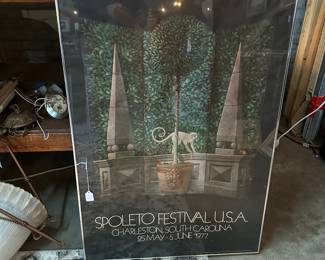 SPOLETO FESTIVAL U.S.A.
CHARLESTON, SOUTH CAROLINA
25 MAY - 5 JUNE 1977